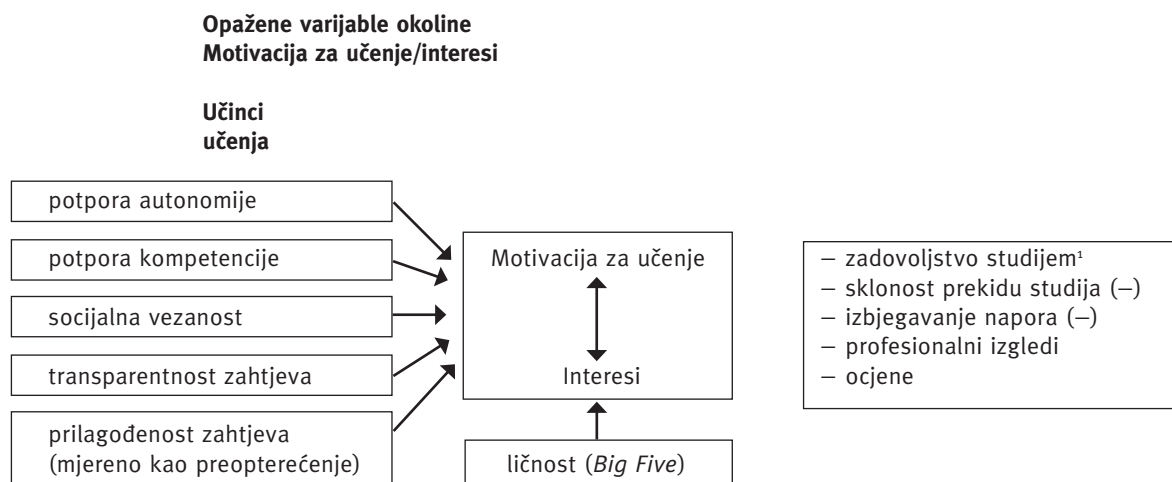 Opažene varijable okoline
Motivacija za učenje/interesi
Učinci
učenja
potpora autonomije
potpora kompetencije
socijalna vezanost
transparentnost zahtjeva
prilagođenost zahtjeva
(mjereno kao preopterećenje)
Motivacija za učenje
Interesi
ličnost (Big Five)
– zadovoljstvo studijem¹
– sklonost prekidu studija (–)
– izbjegavanje napora (–)
– profesionalni izgledi
– ocjene